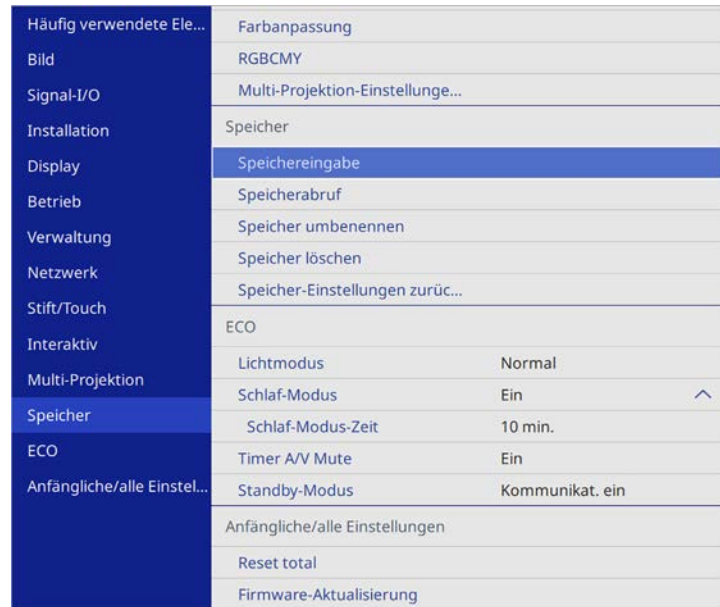 Häufig verwendete Ele...
Bild
Signal-I/O
Installation
Display
Betrieb
Verwaltung
Netzwerk
Stift/Touch
Interaktiv
Multi-Projektion
Speicher
ECO
Anfängliche/alle Einstel...
Farbanpassung
RGBCMY
Multi-Projektion-Einstellunge...
Speicher
Speichereingabe
Speicherabruf
Speicher umbenennen
Speicher löschen
Speicher-Einstellungen zurüc...
ECO
Lichtmodus Normal
Schlaf-Modus Ein
Schlaf-Modus-Zeit 10 min.
Timer A/V Mute Ein
Standby-Modus Kommunikat. ein
Anfängliche/alle Einstellungen
Reset total
Firmware-Aktualisierung